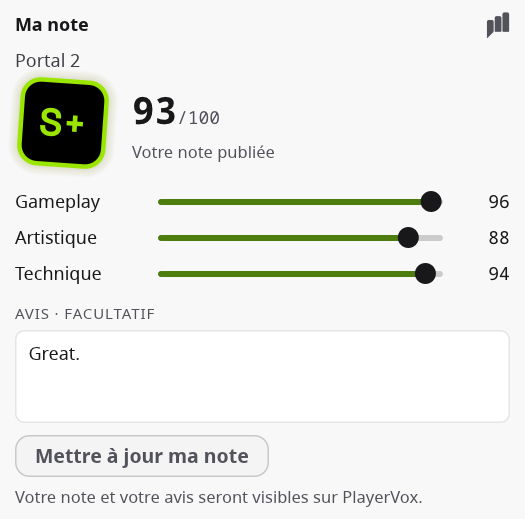 Ma note
Portal 2
S+
93/100
Votre note publiée
Gameplay 96
Artistique 88
Technique 94
AVIS · FACULTATIF
Great.
Mettre à jour ma note
Votre note et votre avis seront visibles sur PlayerVox.